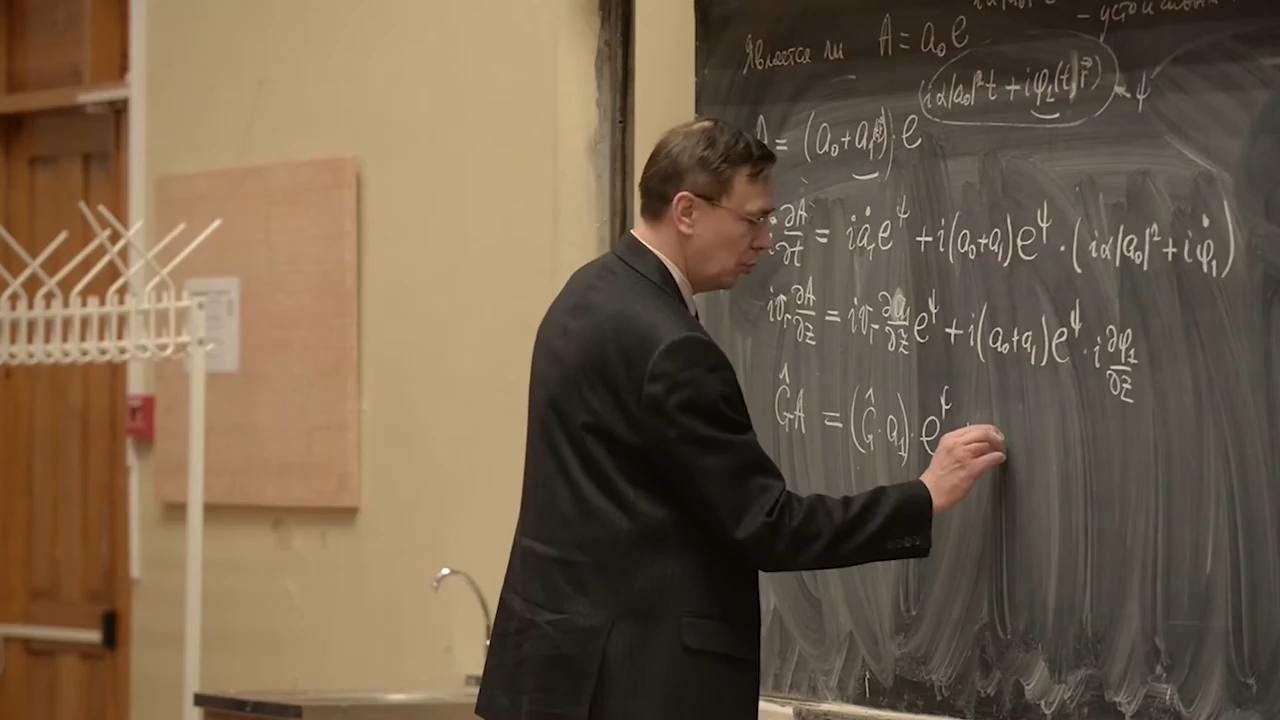 Является ли A = a₀e
– устойчивым
A = (a₀+a₁)·e^(iα|a₀|²t + iφ₁(t,r⃗)) ψ
i∂A/∂t = iȧ₁e^ψ + i(a₀+a₁)e^ψ·(iα|a₀|²+iφ̇₁)
iv_г ∂A/∂z = iv_г ∂a₁/∂z e^ψ + i(a₀+a₁)e^ψ·i∂φ₁/∂z
ĜA = (Ĝ·a₁)·e^ψ